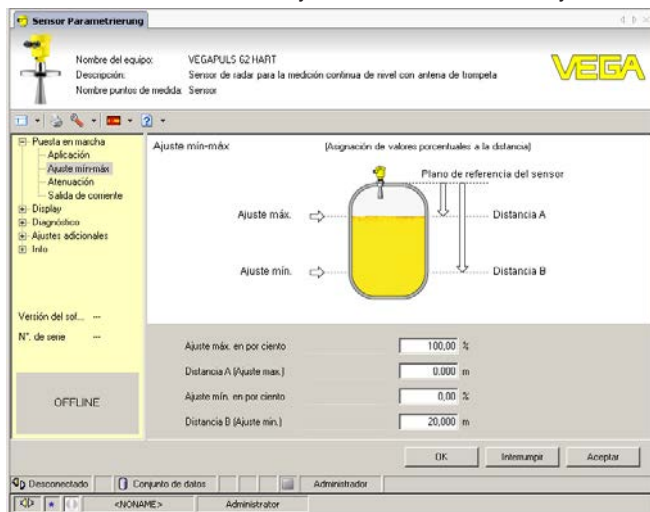 Sensor Parametrierung
Nombre del equipo: VEGAPULS 62 HART
Descripción: Sensor de radar para la medición continua de nivel con antena de trompeta
Nombre puntos de medida: Sensor
VEGA
Puesta en marcha
Aplicación
Ajuste mín-máx
Atenuación
Salida de corriente
Display
Diagnóstico
Ajustes adicionales
Info
Versión del sof... ---
N°. de serie ---
OFFLINE
Ajuste mín-máx (Asignación de valores porcentuales a la distancia)
Plano de referencia del sensor
Ajuste máx. Distancia A
Ajuste mín. Distancia B
Ajuste máx. en por ciento 100,00 %
Distancia A (Ajuste max.) 0.000 m
Ajuste mín. en por ciento 0,00 %
Distancia B (Ajuste min.) 20,000 m
OK Interrumpir Aceptar
Desconectado Conjunto de datos Administrador
<NONAME> Administrator